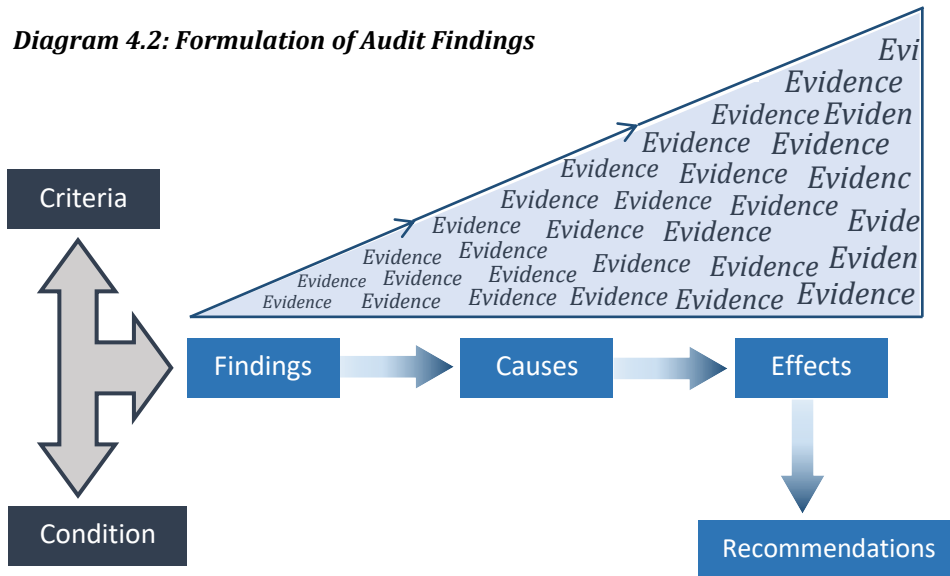 Diagram 4.2: Formulation of Audit Findings
Evi
Evidence
Evidence Eviden
Evidence Evidence
Evidence Evidence Evidenc
Evidence Evidence Evidence Evide
Evidence Evidence Evidence
Evidence Evidence Evidence Evidence Eviden
Evidence Evidence Evidence
Evidence Evidence Evidence Evidence Evidence Evidence
Criteria
Findings
Causes
Effects
Condition
Recommendations